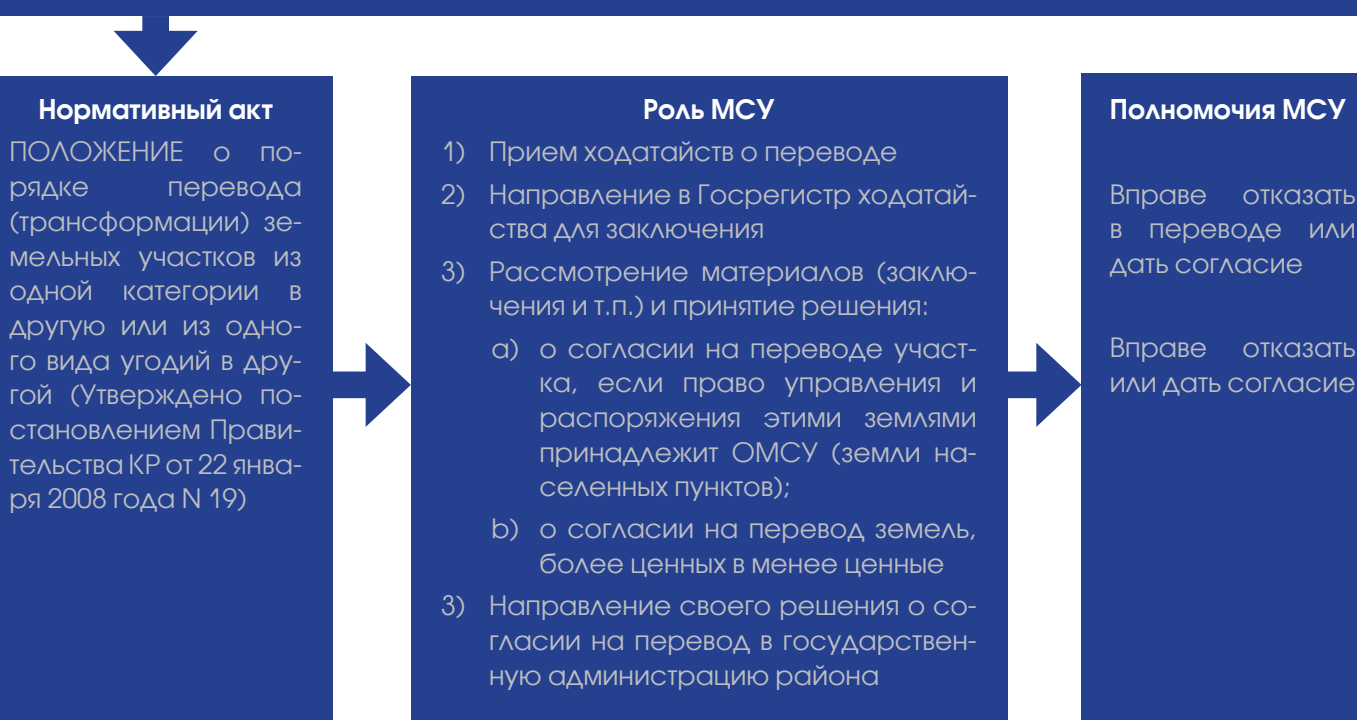 Нормативный акт
ПОЛОЖЕНИЕ о по-
рядке перевода
(трансформации) зе-
мельных участков из
одной категории в
другую или из одно-
го вида угодий в дру-
гой (Утверждено по-
становлением Прави-
тельства КР от 22 янва-
ря 2008 года N 19)
Роль МСУ
1) Прием ходатайств о переводе
2) Направление в Госрегистр ходатай-
ства для заключения
3) Рассмотрение материалов (заклю-
чения и т.п.) и принятие решения:
a) о согласии на переводе участ-
ка, если право управления и
распоряжения этими землями
принадлежит ОМСУ (земли на-
селенных пунктов);
b) о согласии на перевод земель,
более ценных в менее ценные
3) Направление своего решения о со-
гласии на перевод в государствен-
ную администрацию района
Полномочия МСУ
Вправе отказать
в переводе или
дать согласие
Вправе отказать
или дать согласие